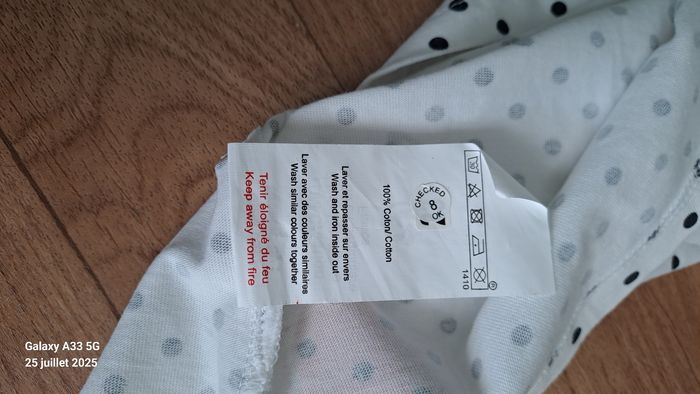 30
1410
CHECKED
8
OK
100% Coton/ Cotton
Laver et repasser sur envers
Wash and iron inside out
Laver avec des couleurs similaires
Wash similar colours together
Tenir éloigné du feu
Keep away from fire
Galaxy A33 5G
25 juillet 2025